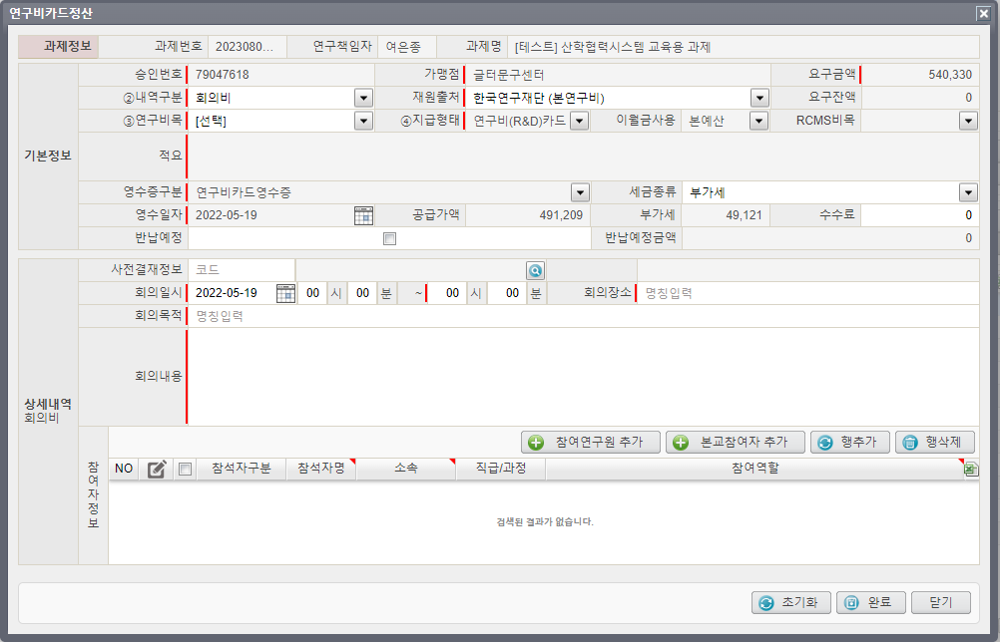 연구비카드정산
과제정보 과제번호 2023080... 연구책임자 여은종 과제명 [테스트] 산학협력시스템 교육용 과제
기본정보
승인번호 79047618 가맹점 글터문구센터 요구금액 540,330
②내역구분 회의비 재원출처 한국연구재단 (본연구비) 요구잔액 0
③연구비목 [선택] ④지급형태 연구비(R&D)카드 이월금사용 본예산 RCMS비목
적요
영수증구분 연구비카드영수증 세금종류 부가세
영수일자 2022-05-19 공급가액 491,209 부가세 49,121 수수료 0
반납예정 반납예정금액 0
상세내역
회의비
사전결재정보 코드
회의일시 2022-05-19 00 시 00 분 ~ 00 시 00 분 회의장소 명칭입력
회의목적 명칭입력
회의내용
참여자정보
참여연구원 추가 본교참여자 추가 행추가 행삭제
NO 참석자구분 참석자명 소속 직급/과정 참여역할
검색된 결과가 없습니다.
초기화 완료 닫기